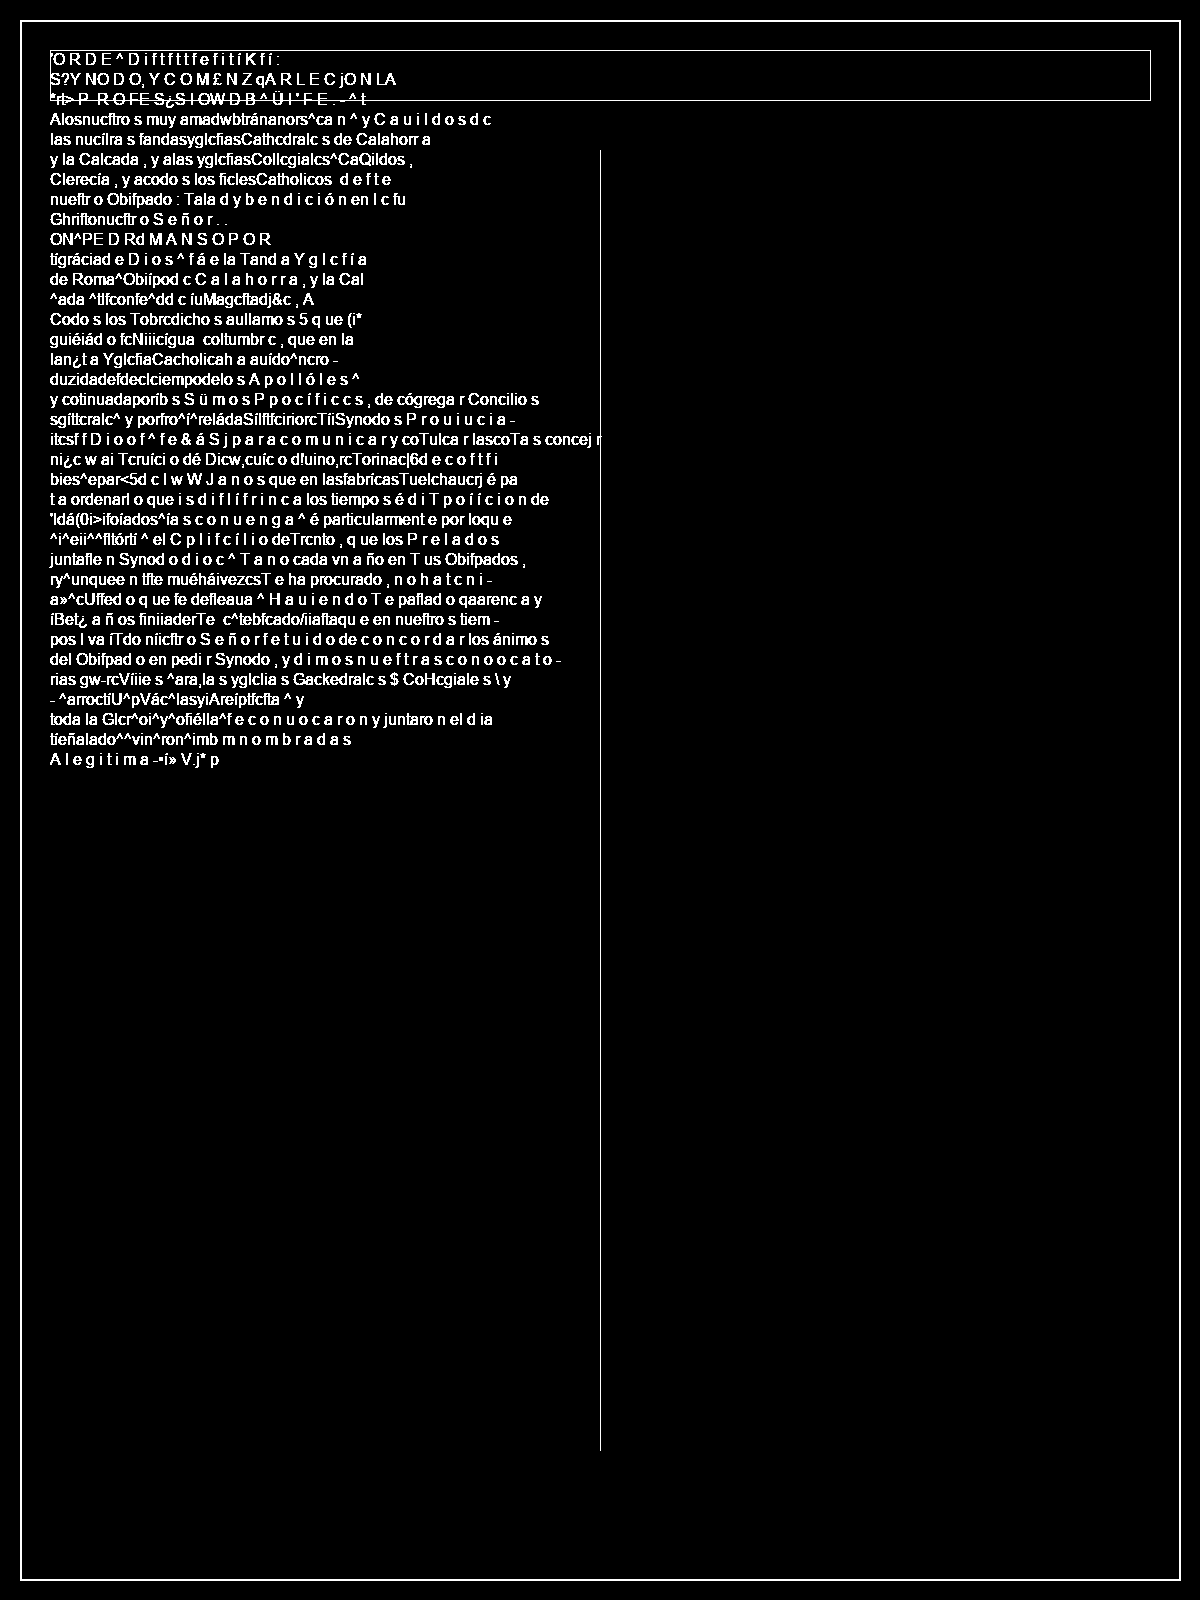 'O R D E ^ D i f t f t t f e f i t í K f í :
S?Y NO D O, Y C O M £ N Z qA R L E C jO N LA
*rt> P R O FE S¿S I OW D B ^ Ü I " F E . - ^ t
Alosnucftro s muy amadwbtránanors^ca n ^ y C a u i l d o s d c
las nucílra s fandasyglcfiasCathcdralc s de Calahorr a
y la Calcada , y alas yglcfiasCollcgialcs^CaQildos ,
Clerecía , y acodo s los ficlesCatholicos d e f t e
nueftr o Obifpado : Tala d y b e n d i c i ó n en l c fu
Ghriftonucftr o S e ñ o r . .
ON^PE D Rd M A N S O P O R
tígráciad e D i o s ^ f á e la Tand a Y g l c f í a
de Roma^Obiípod c C a l a h o r r a , y la Cal
^ada ^tlfconfe^dd c íuMagcftadj&c , A
Codo s los Tobrcdicho s aullamo s 5 q ue (i*
guiéiád o fcNiiicígua coltumbr c , que en la
lan¿t a YglcfiaCacholicah a auído^ncro -
duzidadefdeclciempodelo s A p o l l ó l e s ^
y cotinuadaporíb s S ü m o s P p o c í f i c c s , de cógrega r Concilio s
sgíttcralc^ y porfro^í^reládaSílftfciriorcTíiSynodo s P r o u i u c i a -
itcsf f D i o o f ^ f e & á S j p a r a c o m u n i c a r y coTulca r lascoTa s concej r
ni¿c w ai Tcruíci o dé Dicw,cuíc o d!uino,rcTorinac|6d e c o f t f i
bies^epar<5d c l w W J a n o s que en lasfabrícasTuelchaucrj é pa
t a ordenarl o que i s d i f l í f r i n c a los tiempo s é d i T p o í í c i o n de
'ldá(0i>ifoíados^ía s c o n u e n g a ^ é particularment e por loqu e
^i^eii^^fltórtí ^ el C p l i f c í l i o deTrcnto , q ue los P r e l a d o s
juntafle n Synod o d i o c ^ T a n o cada vn a ño en T us Obifpados ,
ry^unquee n tfte muéháivezcsT e ha procurado , n o h a t c n i -
a»^cUffed o q ue fe defleaua ^ H a u i e n d o T e paflad o qaarenc a y
íBet¿ a ñ os finiiaderTe c^tebfcado/iiaftaqu e en nueftro s tiem -
pos l va íTdo níicftr o S e ñ o r f e t u i d o de c o n c o r d a r los ánimo s
del Obifpad o en pedi r Synodo , y d i m o s n u e f t r a s c o n o o c a t o -
rias gw-rcVíiie s ^ara,la s yglclia s Gackedralc s $ CoHcgiale s \ y
- ^arroctíU^pVác^lasyiAreíptfcfta ^ y
toda la Glcr^oi^y^ofiélla^f e c o n u o c a r o n y juntaro n el d ia
tíeñalado^^vin^ron^imb m n o m b r a d a s
A l e g i t i m a -•í» V.j* p